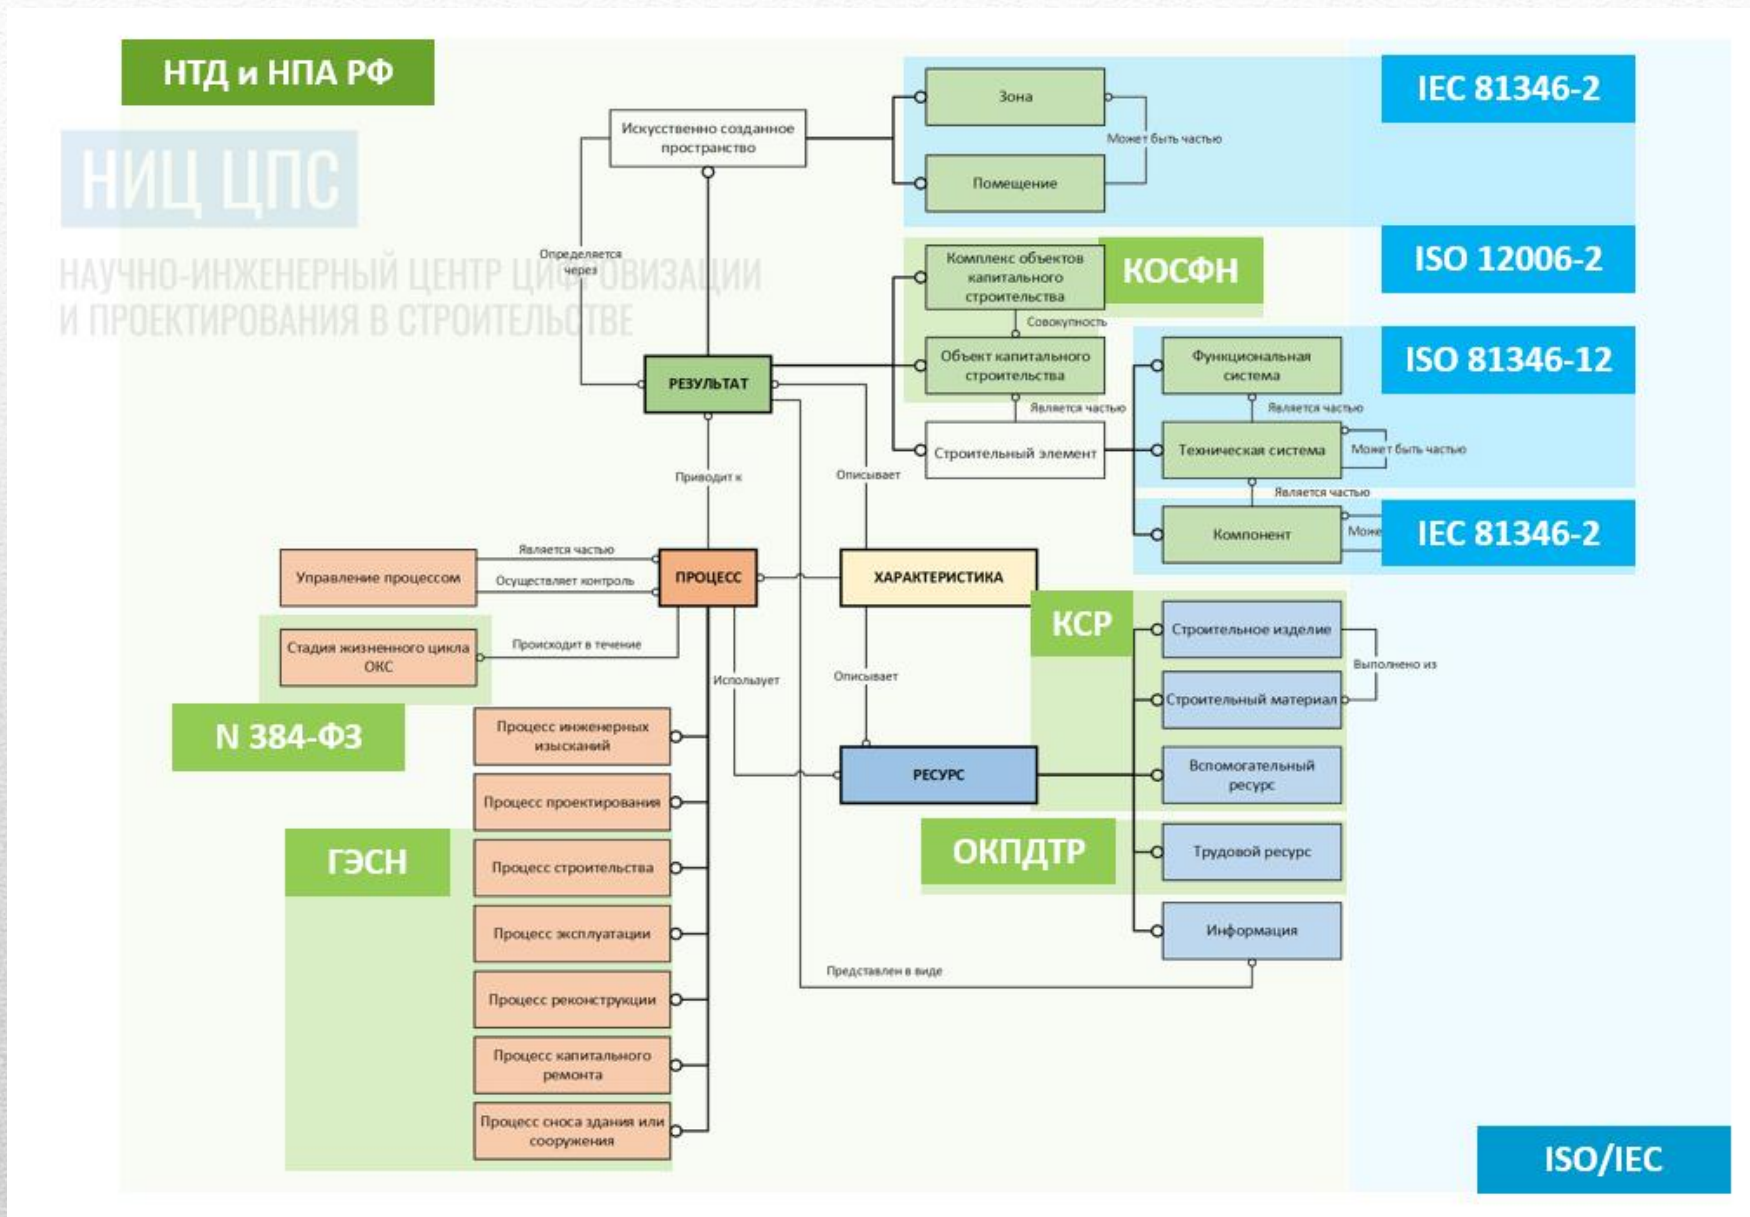 НТД и НПА РФ
IEC 81346-2
Зона
Искусственно созданное
пространство
Может быть частью
НИЦ ЦПС
Помещение
Определяется
через
НАУЧНО-ИНЖЕНЕРНЫЙ ЦЕНТР ЦИФРОВИЗАЦИИ
И ПРОЕКТИРОВАНИЯ В СТРОИТЕЛЬСТВЕ
Комплекс объектов
капитального
строительства
КОСФН
ISO 12006-2
Совокупность
Объект капитального
строительства
Функциональная
система
ISO 81346-12
РЕЗУЛЬТАТ
Является частью
Является частью
Строительный элемент
Техническая система
Может быть частью
Приводит к
Описывает
Является частью
Компонент
Може
IEC 81346-2
Управление процессом
Является частью
Осуществляет контроль
ПРОЦЕСС
ХАРАКТЕРИСТИКА
КСР
Строительное изделие
Стадия жизненного цикла
ОКС
Происходит в течение
Выполнено из
Использует
Описывает
Строительный материал
N 384-ФЗ
Процесс инженерных
изысканий
РЕСУРС
Вспомогательный
ресурс
Процесс проектирования
ГЭСН
Процесс строительства
ОКПДТР
Трудовой ресурс
Процесс эксплуатации
Информация
Представлен в виде
Процесс реконструкции
Процесс капитального
ремонта
Процесс сноса здания или
сооружения
ISO/IEC